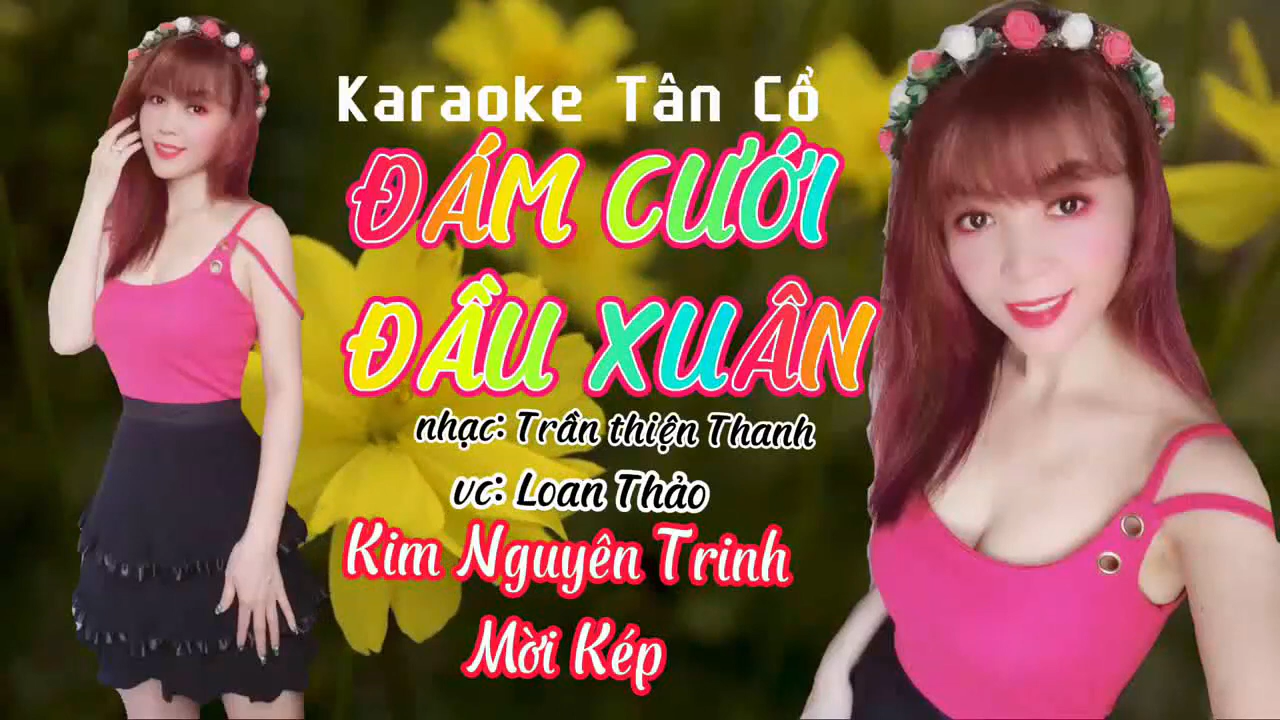 Karaoke Tân Cổ
ĐÁM CƯỚI
ĐẦU XUÂN
nhạc: Trần thiện Thanh
vc: Loan Thảo
Kim Nguyên Trinh
Mời Kép